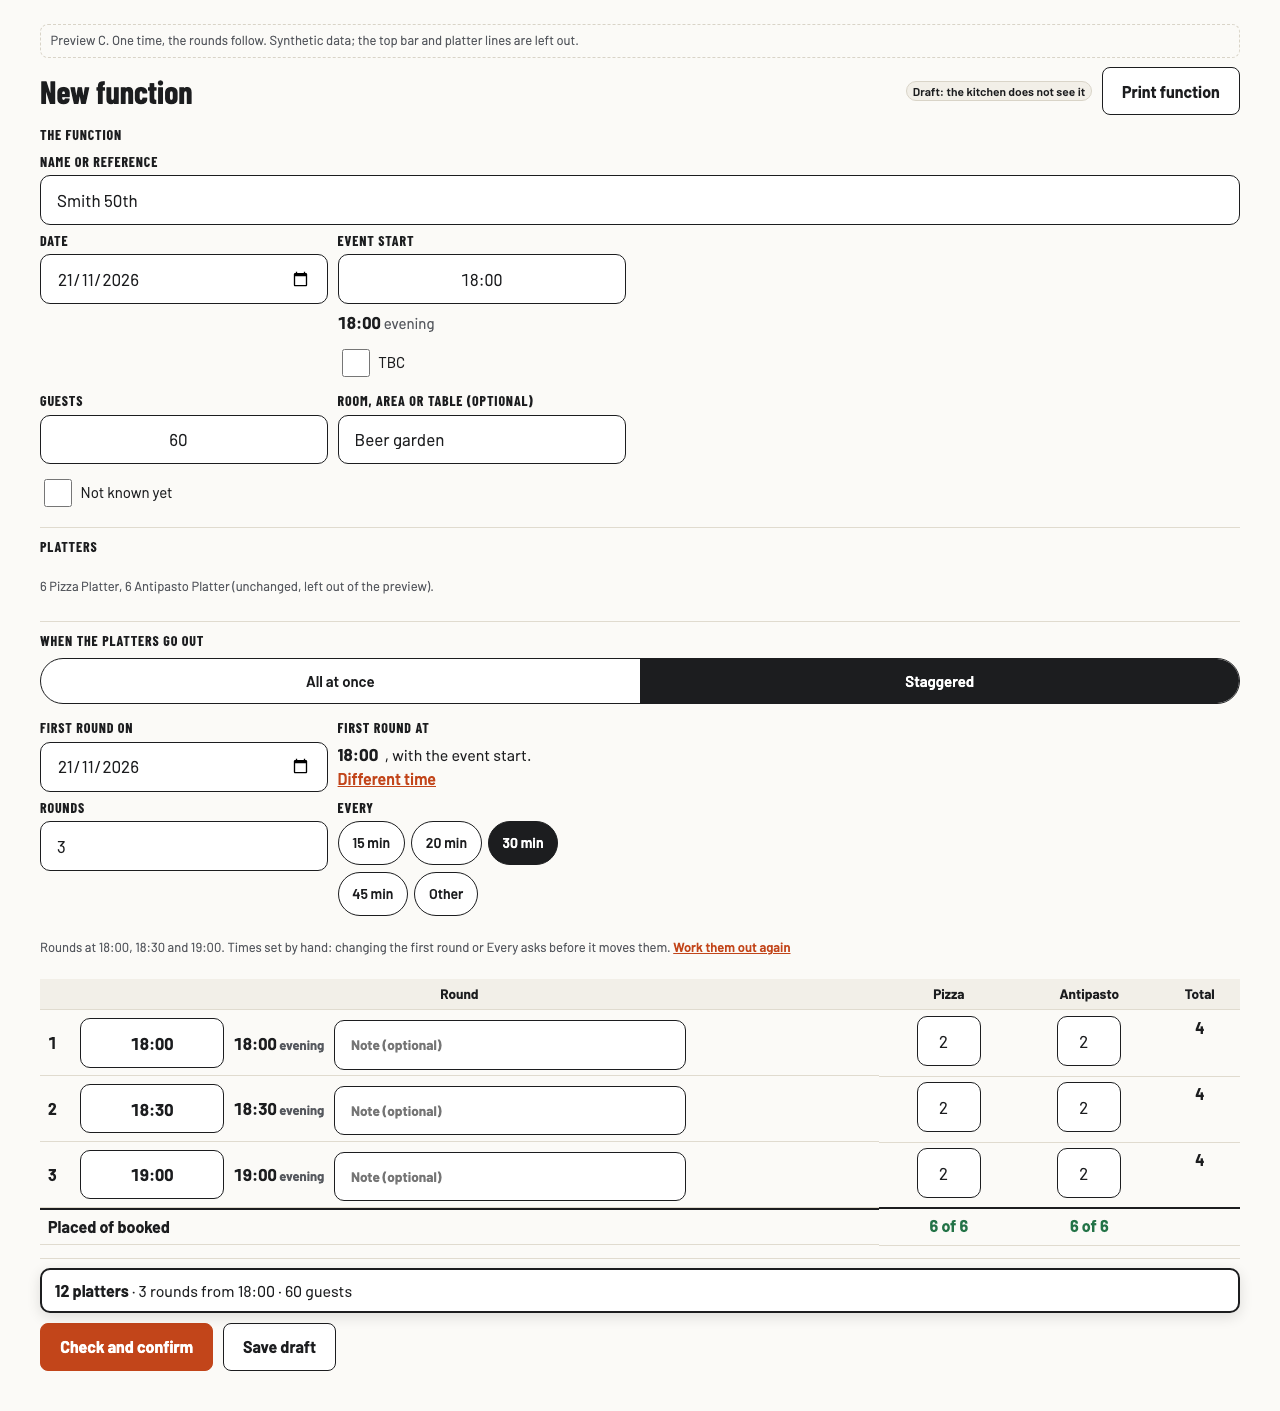 Preview C. One time, the rounds follow. Synthetic data; the top bar and platter lines are left out.
New function
Draft: the kitchen does not see it
Print function
THE FUNCTION
NAME OR REFERENCE
Smith 50th
DATE EVENT START
21/11/2026 18:00
18:00 evening
TBC
GUESTS ROOM, AREA OR TABLE (OPTIONAL)
60 Beer garden
Not known yet
PLATTERS
6 Pizza Platter, 6 Antipasto Platter (unchanged, left out of the preview).
WHEN THE PLATTERS GO OUT
All at once Staggered
FIRST ROUND ON FIRST ROUND AT
21/11/2026 18:00 , with the event start.
Different time
ROUNDS EVERY
3 15 min 20 min 30 min
45 min Other
Rounds at 18:00, 18:30 and 19:00. Times set by hand: changing the first round or Every asks before it moves them. Work them out again
Round Pizza Antipasto Total
1 18:00 18:00 evening Note (optional) 2 2 4
2 18:30 18:30 evening Note (optional) 2 2 4
3 19:00 19:00 evening Note (optional) 2 2 4
Placed of booked 6 of 6 6 of 6
12 platters · 3 rounds from 18:00 · 60 guests
Check and confirm Save draft